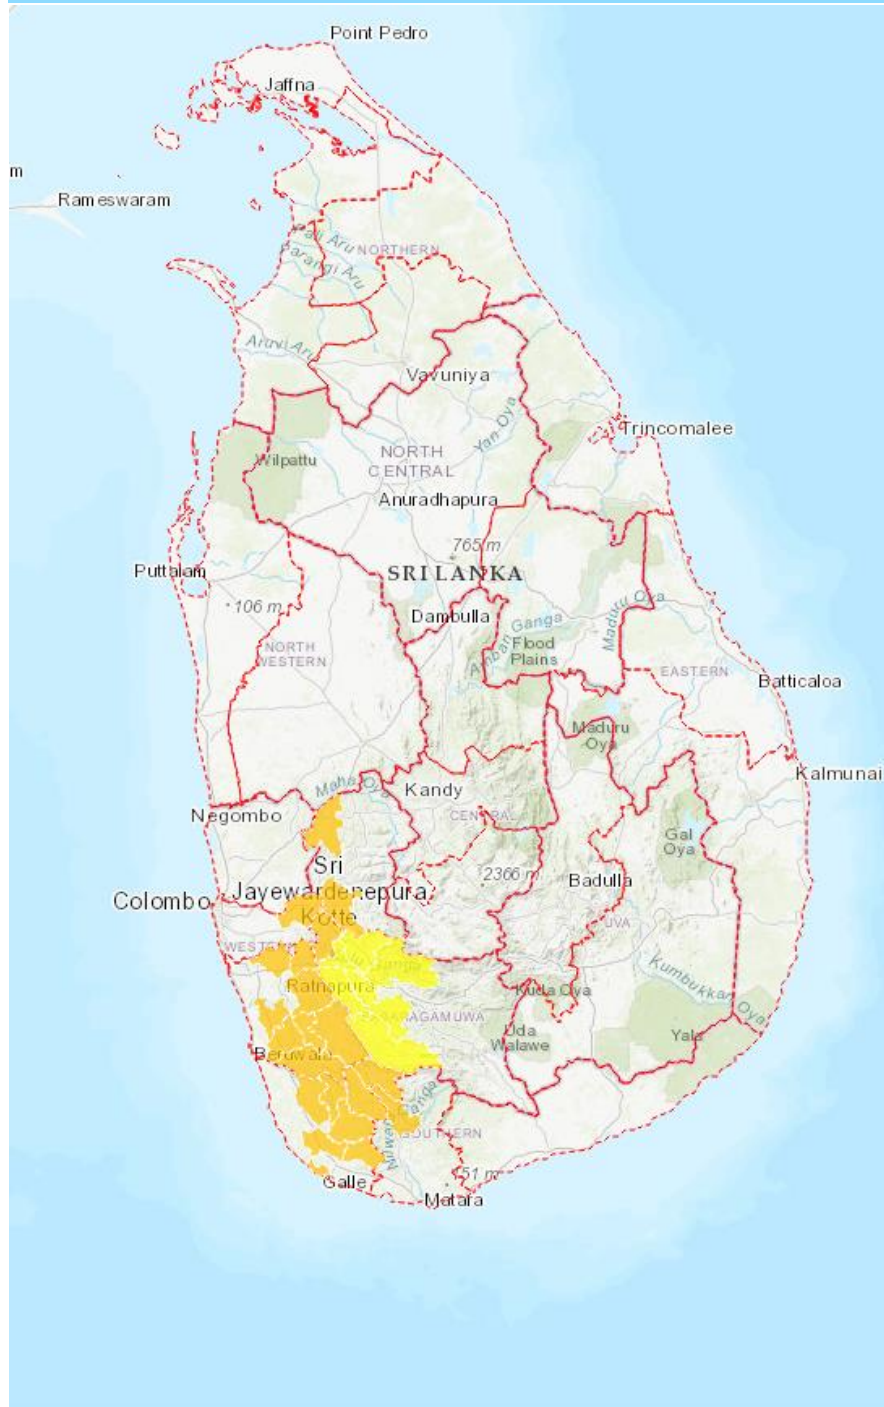 Point Pedro
Jaffna
m
Rameswaram
Pali Aru
NORTHERN
Parangi Aru
Aruvi Aru
Vavuniya
Yan Oya
Trincomalee
Wilpattu
NORTH
CENTRAL
Anuradhapura
765 m
Puttalam
SRI LANKA
106 m
Dambulla
Amban Ganga
Maduru Oya
NORTH
WESTERN
Flood
Plains
EASTERN
Batticaloa
Maduru
Oya
Kalmunai
Maha Oya
Kandy
Negombo
CENTRAL
Gal
Oya
Sri
Jayewardenepura
Kotte
2366 m
Badulla
Colombo
UVA
WESTERN
Ganga
Kumbukkan Oya
Ratnapura
Kuda Oya
SABARAGAMUWA
Uda
Walawe
Yala
Beruwala
Ganga
SOUTHERN
51 m
Galle
Matara